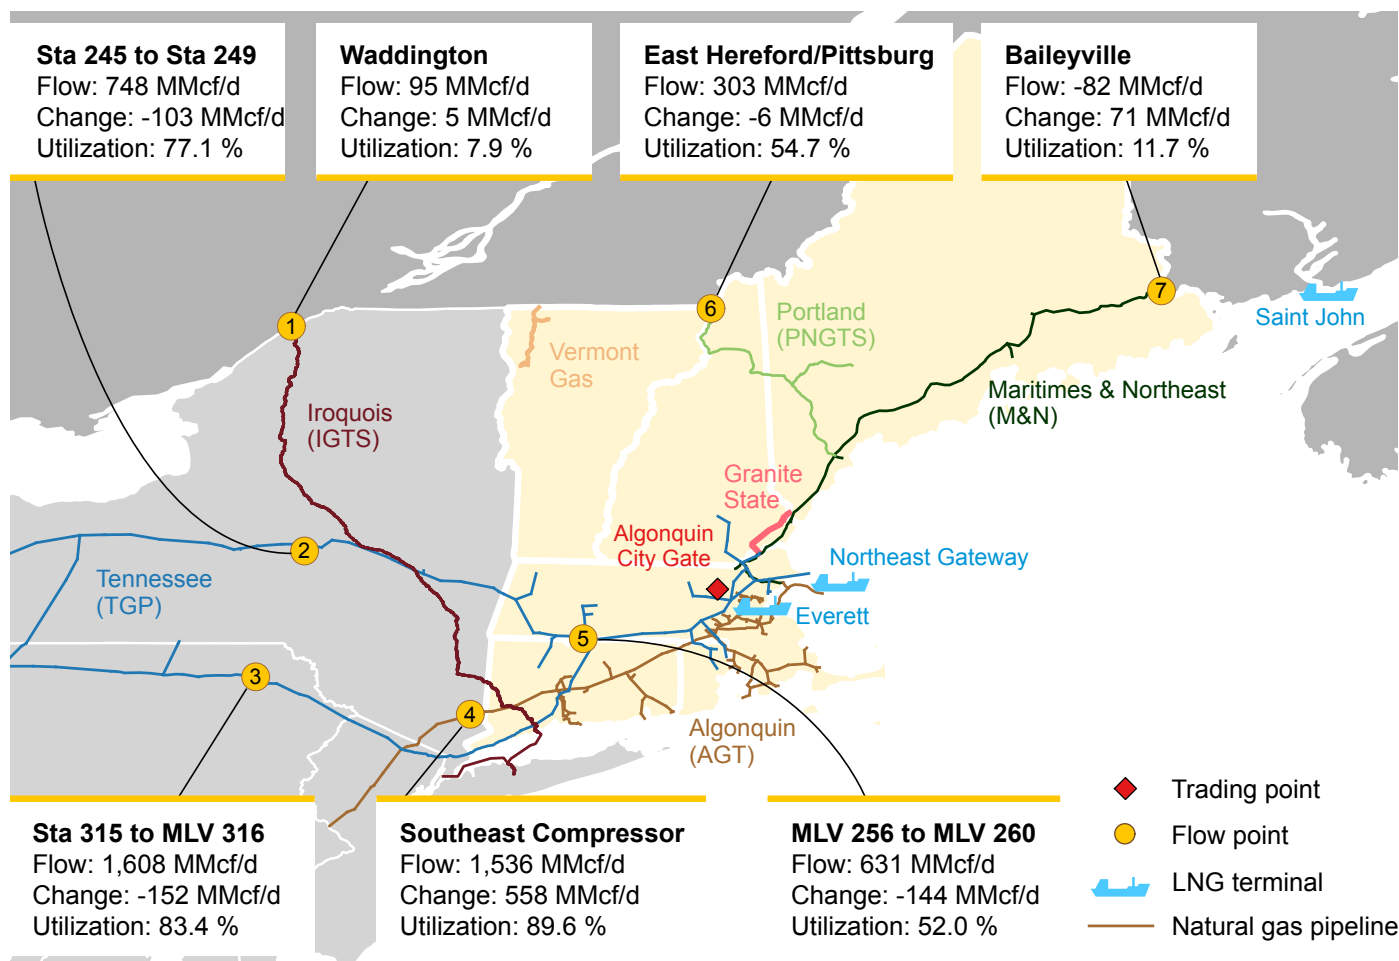 Sta 245 to Sta 249
Flow: 748 MMcf/d
Change: -103 MMcf/d
Utilization: 77.1 %
Waddington
Flow: 95 MMcf/d
Change: 5 MMcf/d
Utilization: 7.9 %
East Hereford/Pittsburg
Flow: 303 MMcf/d
Change: -6 MMcf/d
Utilization: 54.7 %
Baileyville
Flow: -82 MMcf/d
Change: 71 MMcf/d
Utilization: 11.7 %
1
6
7
Saint John
Portland
(PNGTS)
Vermont
Gas
Maritimes & Northeast
(M&N)
Iroquois
(IGTS)
Granite
State
Algonquin
City Gate
2
Northeast Gateway
Tennessee
(TGP)
Everett
5
3
4
Algonquin
(AGT)
Sta 315 to MLV 316
Flow: 1,608 MMcf/d
Change: -152 MMcf/d
Utilization: 83.4 %
Southeast Compressor
Flow: 1,536 MMcf/d
Change: 558 MMcf/d
Utilization: 89.6 %
MLV 256 to MLV 260
Flow: 631 MMcf/d
Change: -144 MMcf/d
Utilization: 52.0 %
Trading point
Flow point
LNG terminal
Natural gas pipeline